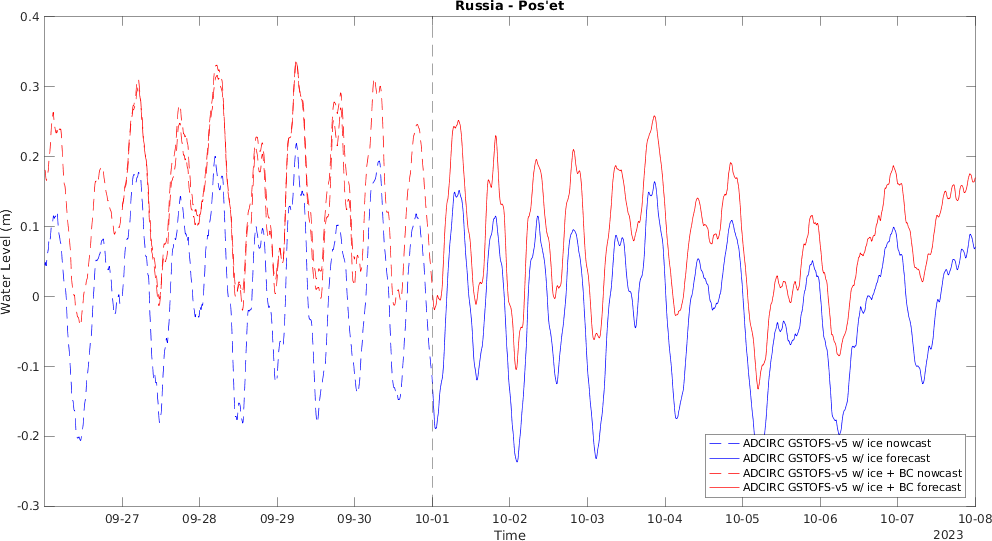 Russia - Pos'et
0.4
0.3
0.2
0.1
0
-0.1
-0.2
-0.3
Water Level (m)
ADCIRC GSTOFS-v5 w/ ice nowcast
ADCIRC GSTOFS-v5 w/ ice forecast
ADCIRC GSTOFS-v5 w/ ice + BC nowcast
ADCIRC GSTOFS-v5 w/ ice + BC forecast
09-27 09-28 09-29 09-30 10-01 10-02 10-03 10-04 10-05 10-06 10-07 10-08
Time
2023